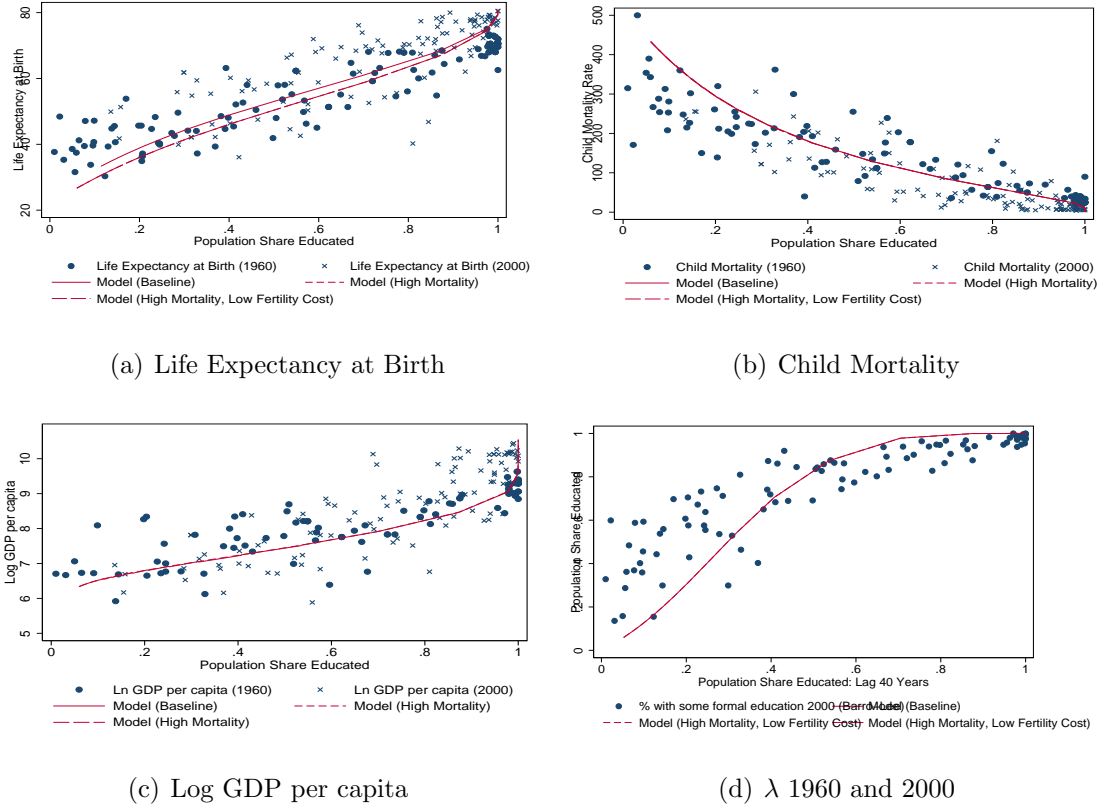 80
60
40
20
Life Expectancy at Birth
0 .2 .4 .6 .8 1
Population Share Educated
Life Expectancy at Birth (1960) Life Expectancy at Birth (2000)
Model (Baseline) Model (High Mortality)
Model (High Mortality, Low Fertility Cost)
(a) Life Expectancy at Birth
500
400
300
200
100
0
Child Mortality Rate
0 .2 .4 .6 .8 1
Population Share Educated
Child Mortality (1960) Child Mortality (2000)
Model (Baseline) Model (High Mortality)
Model (High Mortality, Low Fertility Cost)
(b) Child Mortality
10
9
8
7
6
5
Log GDP per capita
0 .2 .4 .6 .8 1
Population Share Educated
Ln GDP per capita (1960) Ln GDP per capita (2000)
Model (Baseline) Model (High Mortality)
Model (High Mortality)
(c) Log GDP per capita
1
.8
.6
.4
.2
0
Population Share Educated
0 .2 .4 .6 .8 1
Population Share Educated: Lag 40 Years
% with some formal education 2000 (Barro-Lee) Model (Baseline)
Model (High Mortality, Low Fertility Cost) Model (High Mortality, Low Fertility Cost)
(d) λ 1960 and 2000